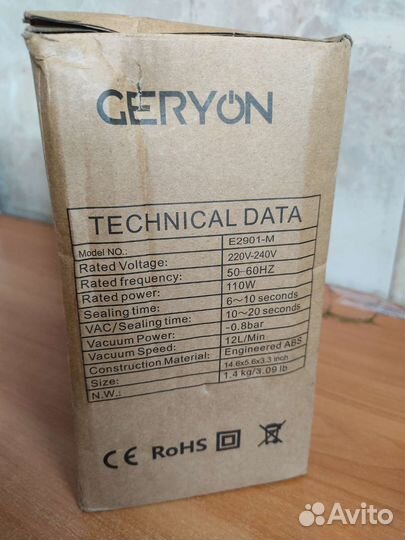 GERYON
TECHNICAL DATA
Model NO.: E2901-M
Rated Voltage: 220V-240V
Rated frequency: 50-60HZ
Rated power: 110W
Sealing time: 6~10 seconds
VAC/Sealing time: 10~20 seconds
Vacuum Power: -0.8bar
Vacuum Speed: 12L/Min
Construction Material: Engineered ABS
Size: 14.6x5.6x3.3 inch
N.W.: 1.4 kg/3.09 lb
CE RoHS
Avito